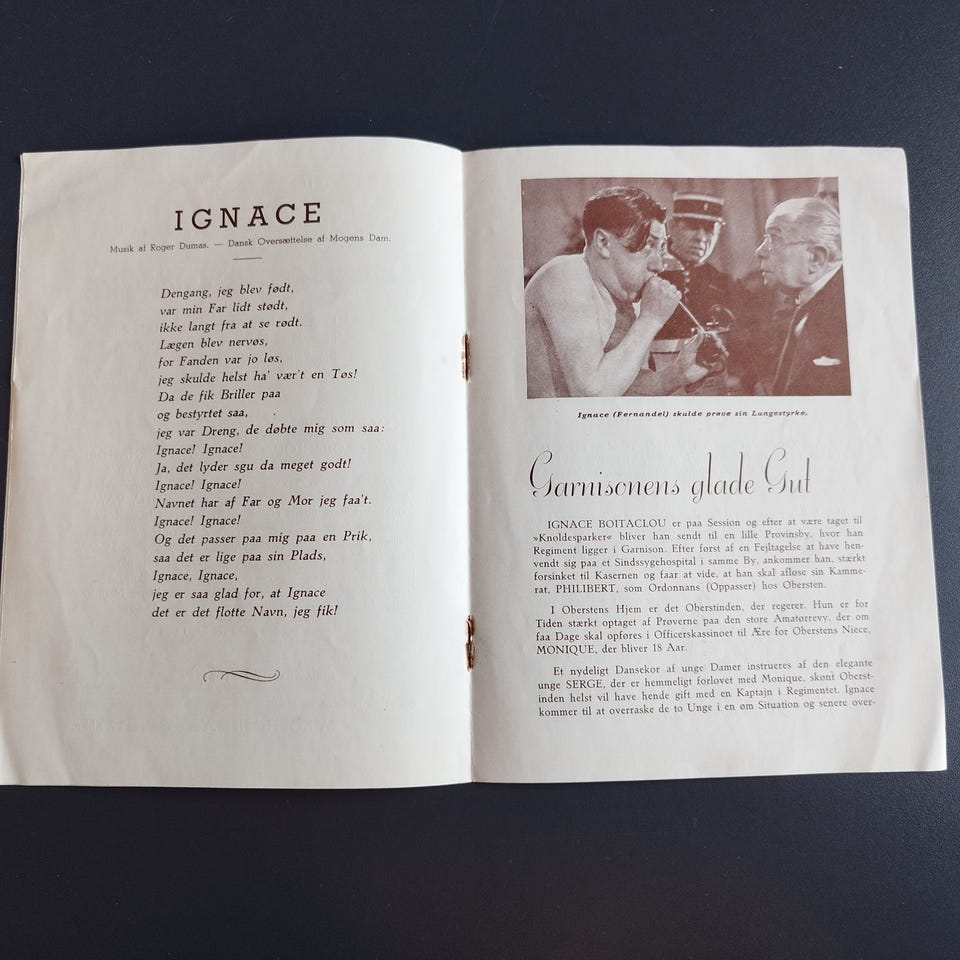 IGNACE
Musik af Roger Dumas. — Dansk Oversættelse af Mogens Dam.
Dengang, jeg blev født,
var min Far lidt stødt,
ikke langt fra at se rødt.
Lægen blev nervøs,
for Fanden var jo løs,
jeg skulde helst ha' vær't en Tøs!
Da de fik Briller paa
og bestyrtet saa,
jeg var Dreng, de døbte mig som saa:
Ignace! Ignace!
Ja, det lyder sgu da meget godt!
Ignace! Ignace!
Navnet har af Far og Mor jeg faa't.
Ignace! Ignace!
Og det passer paa mig paa en Prik,
saa det er lige paa sin Plads,
Ignace, Ignace,
jeg er saa glad for, at Ignace
det er det flotte Navn, jeg fik!
Ignace (Fernandel) skulde prøve sin Lungestyrke.
Garnisonens glade Gut
IGNACE BOITACLOU er paa Session og efter at være taget til
»Knoldesparker« bliver han sendt til en lille Provinsby, hvor han
Regiment ligger i Garnison. Efter først af en Fejltagelse at have hen-
vendt sig paa et Sindssygehospital i samme By, ankommer han, stærkt
forsinket til Kasernen og faar at vide, at han skal afløse sin Kamme-
rat, PHILIBERT, som Ordonnans (Oppasser) hos Obersten.
I Oberstens Hjem er det Oberstinden, der regerer. Hun er for
Tiden stærkt optaget af Prøverne paa den store Amatørrevy, der om
faa Dage skal opføres i Officerskassinoet til Ære for Oberstens Niece,
MONIQUE, der bliver 18 Aar.
Et nydeligt Dansekor af unge Damer instrueres af den elegante
unge SERGE, der er hemmeligt forlovet med Monique, skønt Oberst-
inden helst vil have hende gift med en Kaptajn i Regimentet. Ignace
kommer til at overraske de to Unge i en øm Situation og senere over-